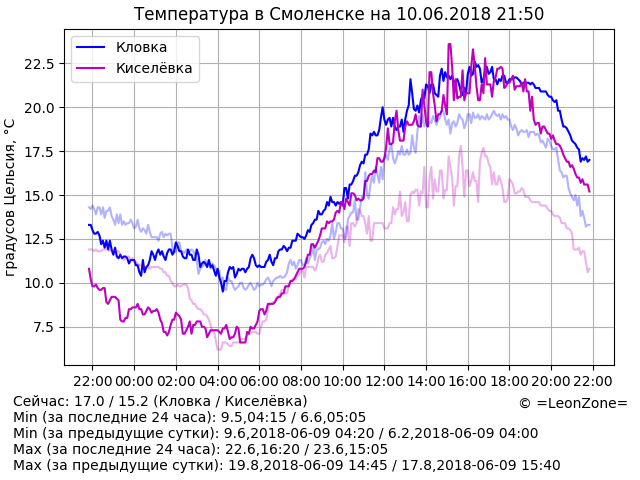 Температура в Смоленске на 10.06.2018 21:50
Кловка
Киселёвка
градусов Цельсия, °C
22.5
20.0
17.5
15.0
12.5
10.0
7.5
22:00 00:00 02:00 04:00 06:00 08:00 10:00 12:00 14:00 16:00 18:00 20:00 22:00
Сейчас: 17.0 / 15.2 (Кловка / Киселёвка)
© =LeonZone=
Min (за последние 24 часа): 9.5,04:15 / 6.6,05:05
Min (за предыдущие сутки): 9.6,2018-06-09 04:20 / 6.2,2018-06-09 04:00
Max (за последние 24 часа): 22.6,16:20 / 23.6,15:05
Max (за предыдущие сутки): 19.8,2018-06-09 14:45 / 17.8,2018-06-09 15:40